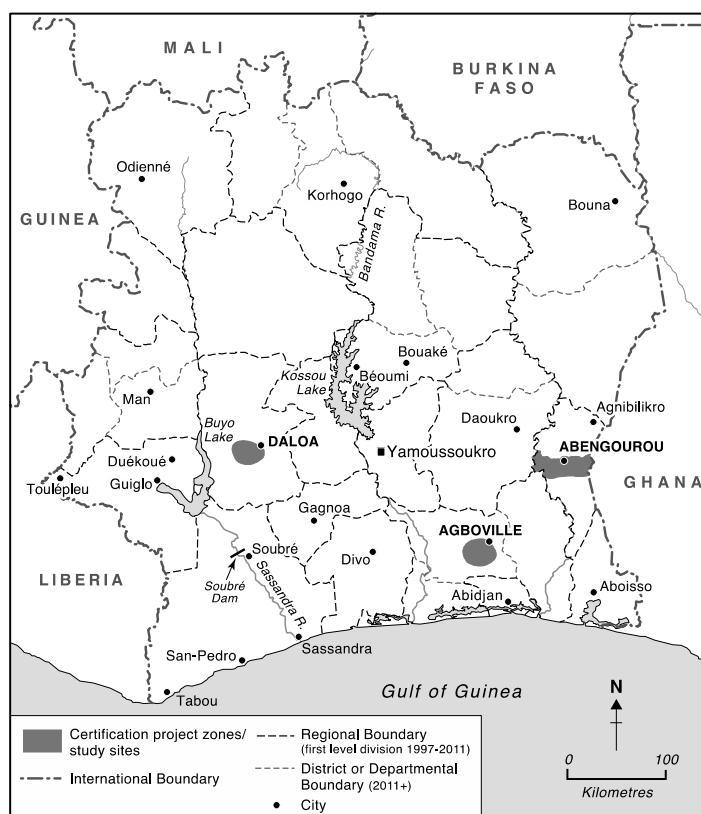 MALI
BURKINA
FASO
Odienné
Korhogo
Bouna
GUINEA
Bandama R.
Bouaké
Kossou
Lake
Béoumi
Man
Agnibilikro
Daoukro
Buyo
Lake
DALOA
Yamoussoukro
ABENGOUROU
Duékoué
Toulépleu
Guiglo
GHANA
Gagnoa
AGBOVILLE
Soubré
Divo
LIBERIA
Soubré
Dam
Sassandra R.
Abidjan
Aboisso
Sassandra
San-Pedro
Tabou
Gulf of Guinea
N
Certification project zones/
study sites
International Boundary
Regional Boundary
(first level division 1997-2011)
District or Departmental
Boundary (2011+)
City
0 100
Kilometres